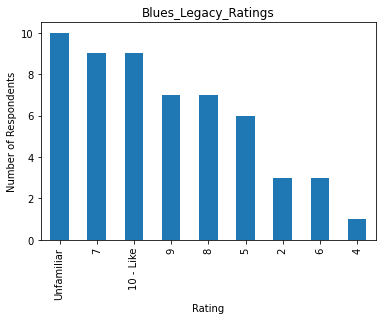 Blues_Legacy_Ratings
Number of Respondents
10
8
6
4
2
0
Unfamiliar
7
10 - Like
9
8
5
2
6
4
Rating